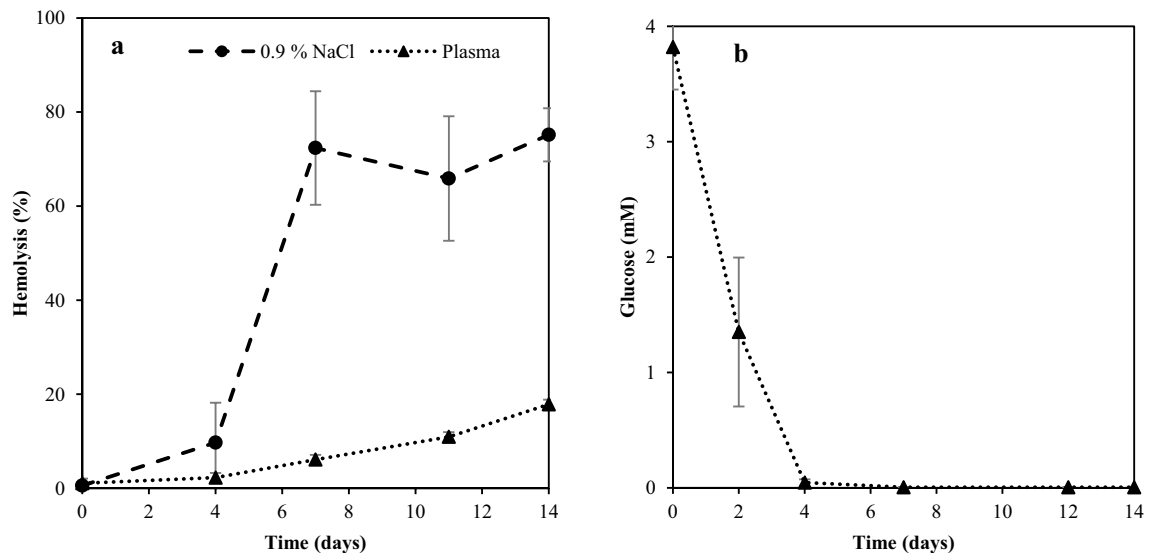 a
0.9 % NaCl
Plasma
Hemolysis (%)
100
80
60
40
20
0
0 2 4 6 8 10 12 14
Time (days)
b
Glucose (mM)
4
3
2
1
0
0 2 4 6 8 10 12 14
Time (days)